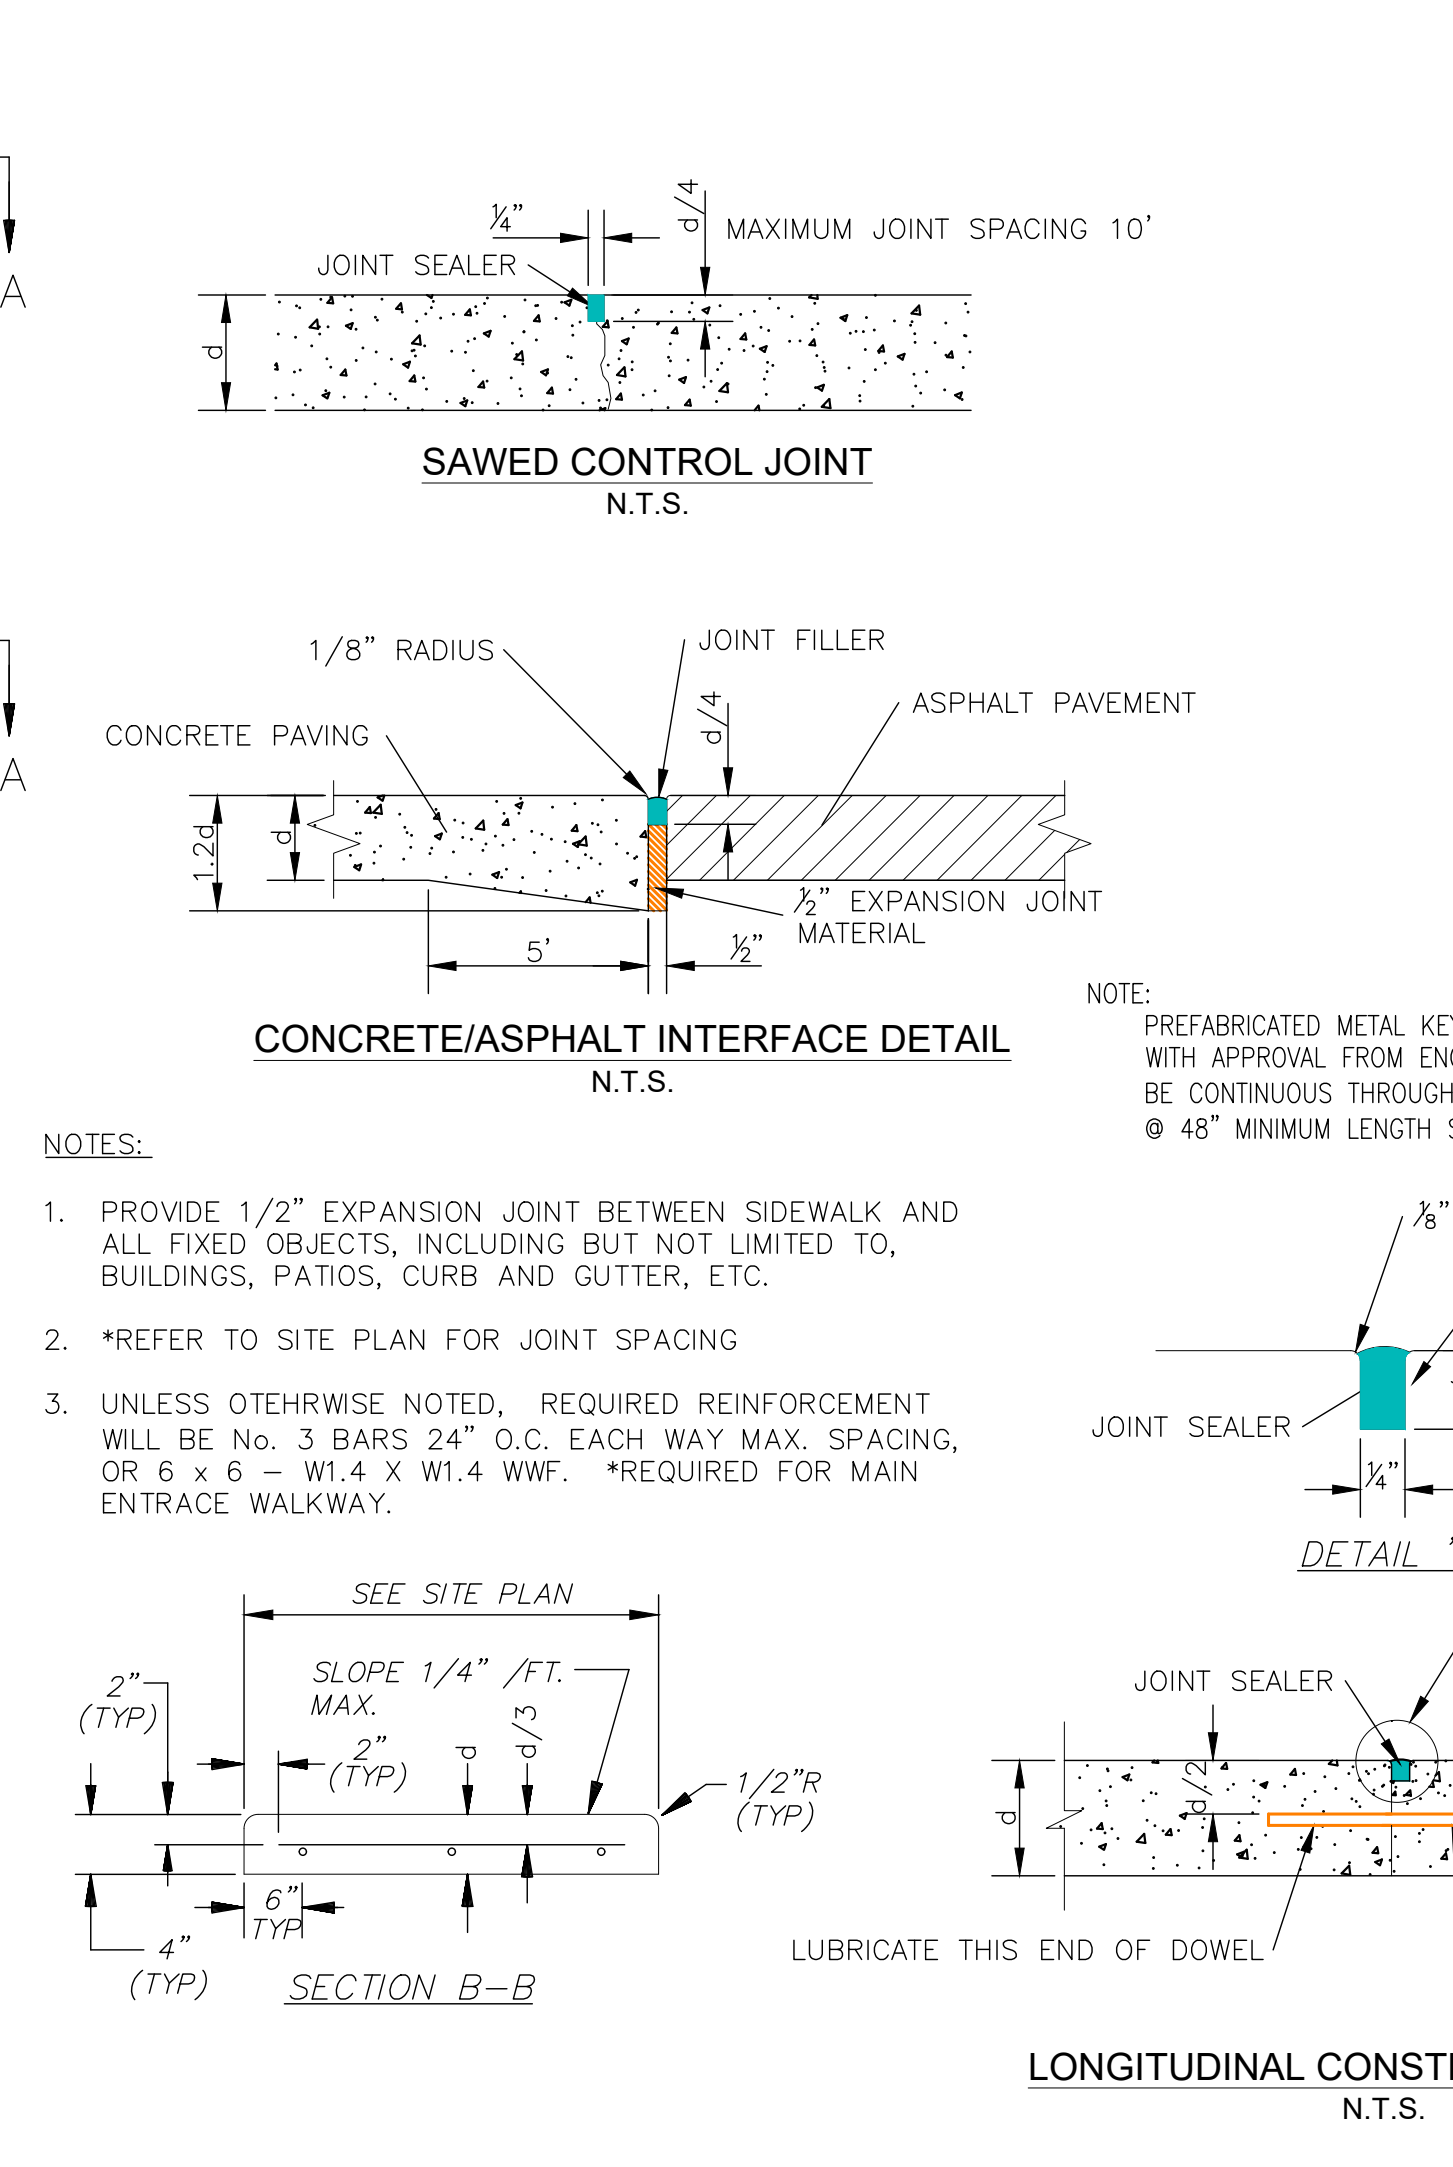 A
¼"
d/4
MAXIMUM JOINT SPACING 10'
JOINT SEALER
d
SAWED CONTROL JOINT
N.T.S.
A
1/8" RADIUS
JOINT FILLER
d/4
ASPHALT PAVEMENT
CONCRETE PAVING
1.2d
d
½" EXPANSION JOINT
MATERIAL
5'
½"
CONCRETE/ASPHALT INTERFACE DETAIL
N.T.S.
NOTE:
PREFABRICATED METAL
WITH APPROVAL FROM
BE CONTINUOUS THROUGH
@ 48" MINIMUM LENGTH
NOTES:
1. PROVIDE 1/2" EXPANSION JOINT BETWEEN SIDEWALK AND
ALL FIXED OBJECTS, INCLUDING BUT NOT LIMITED TO,
BUILDINGS, PATIOS, CURB AND GUTTER, ETC.
2. *REFER TO SITE PLAN FOR JOINT SPACING
3. UNLESS OTEHRWISE NOTED, REQUIRED REINFORCEMENT
WILL BE No. 3 BARS 24" O.C. EACH WAY MAX. SPACING,
OR 6 x 6 – W1.4 X W1.4 WWF. *REQUIRED FOR MAIN
ENTRACE WALKWAY.
⅛"
JOINT SEALER
¼"
DETAIL "
SEE SITE PLAN
SLOPE 1/4" /FT.
MAX.
2"
(TYP)
2"
(TYP)
d
d/3
1/2"R
(TYP)
6"
TYP
4"
(TYP)
SECTION B–B
JOINT SEALER
d
d/2
LUBRICATE THIS END OF DOWEL
LONGITUDINAL
N.T.S.